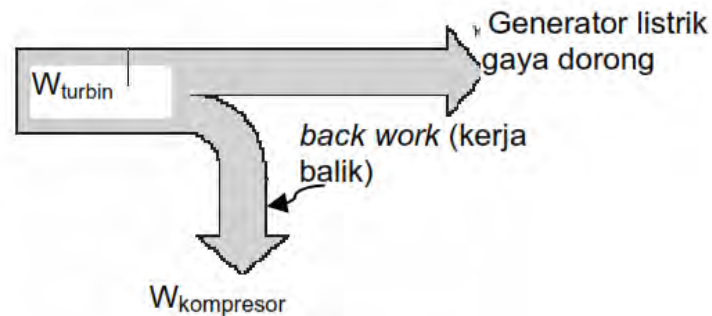 Generator listrik
gaya dorong
Wturbin
back work (kerja
balik)
Wkompresor